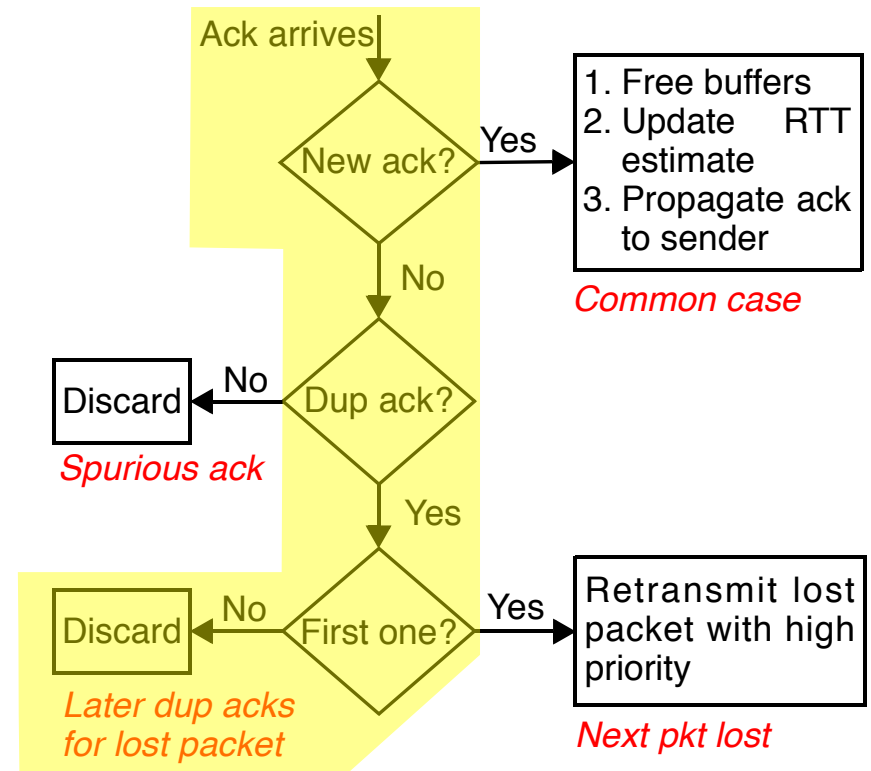 Ack arrives
New ack?
Yes
1. Free buffers
2. Update RTT
estimate
3. Propagate ack
to sender
Common case
No
Dup ack?
No
Discard
Spurious ack
Yes
First one?
No
Discard
Later dup acks
for lost packet
Yes
Retransmit lost
packet with high
priority
Next pkt lost